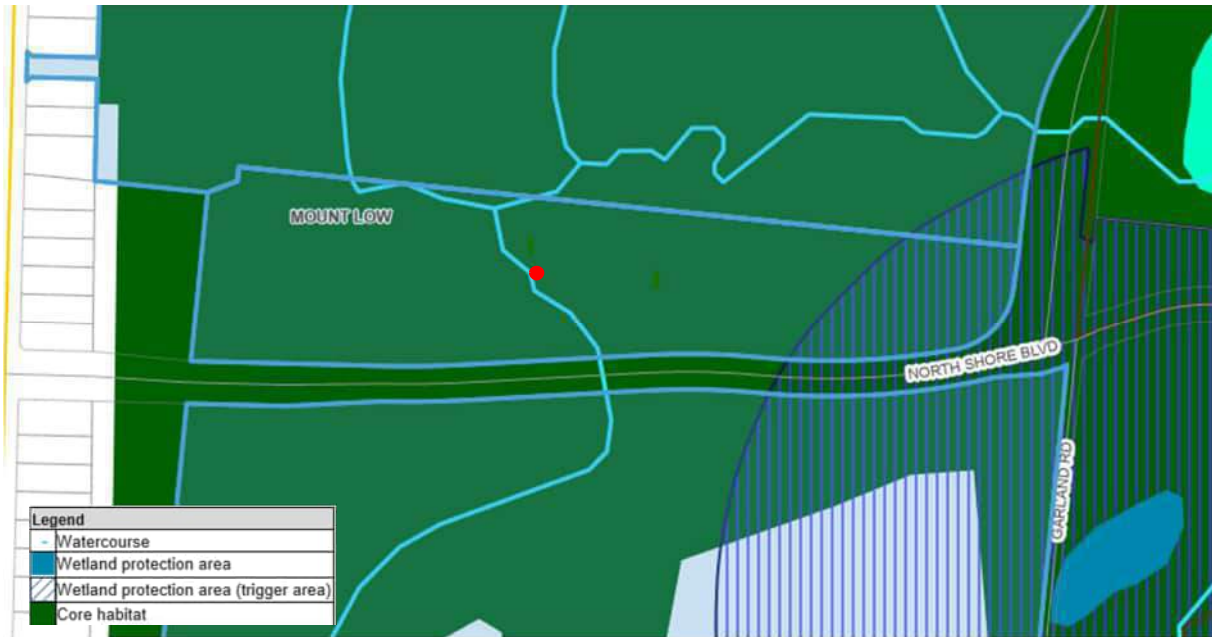 MOUNT LOW
NORTH SHORE BLVD
GARLAND RD
Legend
Watercourse
Wetland protection area
Wetland protection area (trigger area)
Core habitat